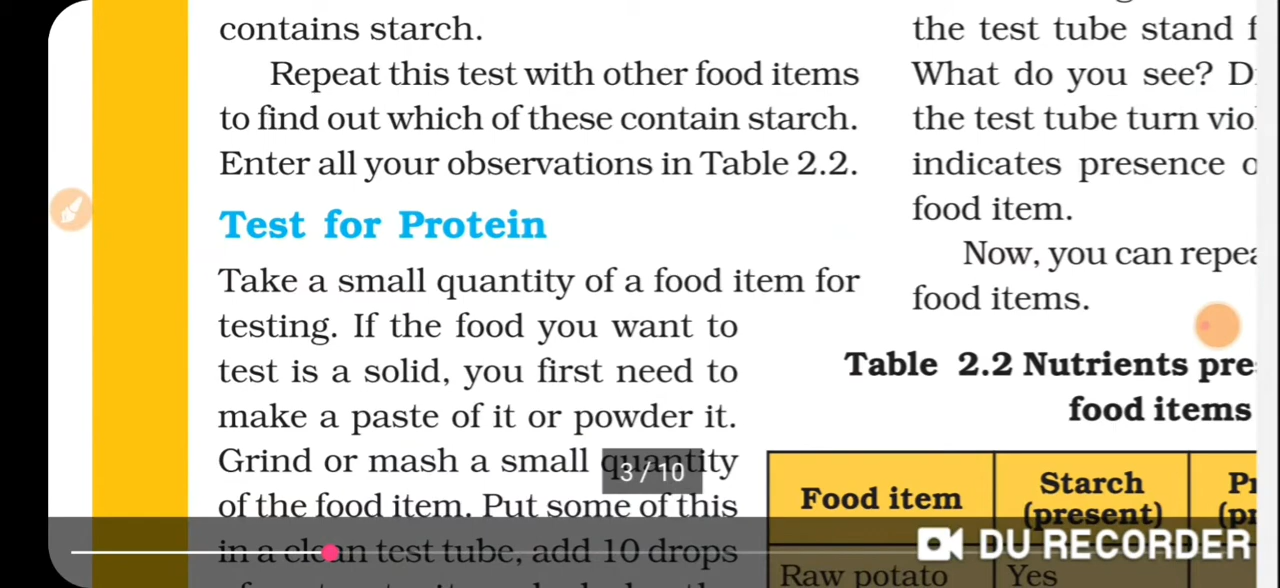 contains starch.
Repeat this test with other food items
to find out which of these contain starch.
Enter all your observations in Table 2.2.
Test for Protein
Take a small quantity of a food item for
testing. If the food you want to
test is a solid, you first need to
make a paste of it or powder it.
Grind or mash a small quantity
of the food item. Put some of this
in a clean test tube, add 10 drops
the test tube stand f
What do you see? D
the test tube turn vio
indicates presence o
food item.
Now, you can repea
food items.
Table 2.2 Nutrients pre
food items
Food item
Starch
(present)
Pr
(pr
Raw potato
Yes
3 / 10
DU RECORDER